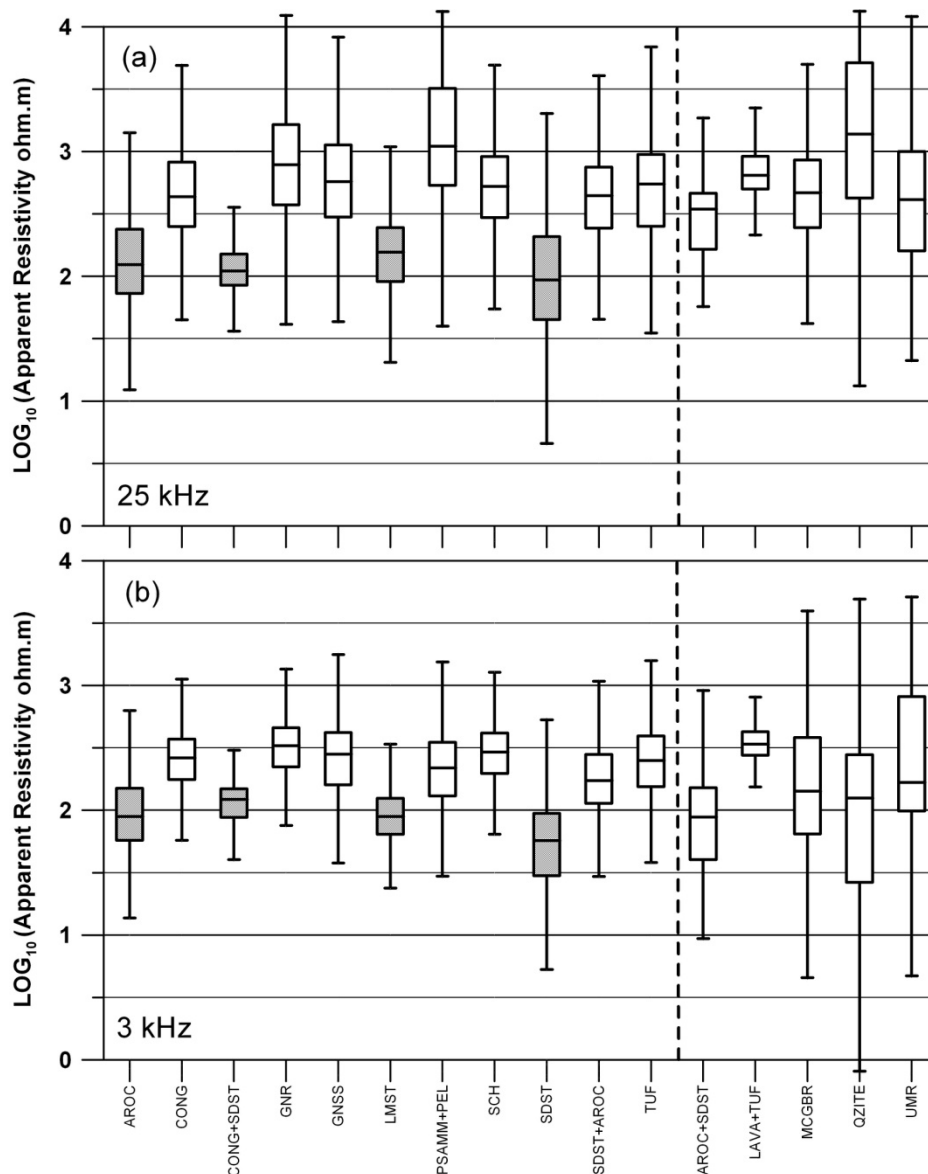 4
(a)
3
2
1
0
LOG10 (Apparent Resistivity ohm.m)
25 kHz
4
(b)
3
2
1
0
LOG10 (Apparent Resistivity ohm.m)
3 kHz
AROC
CONG
CONG+SDST
GNR
GNSS
LMST
PSAMM+PEL
SCH
SDST
SDST+AROC
TUF
AROC+SDST
LAVA+TUF
MCGBR
QZITE
UMR